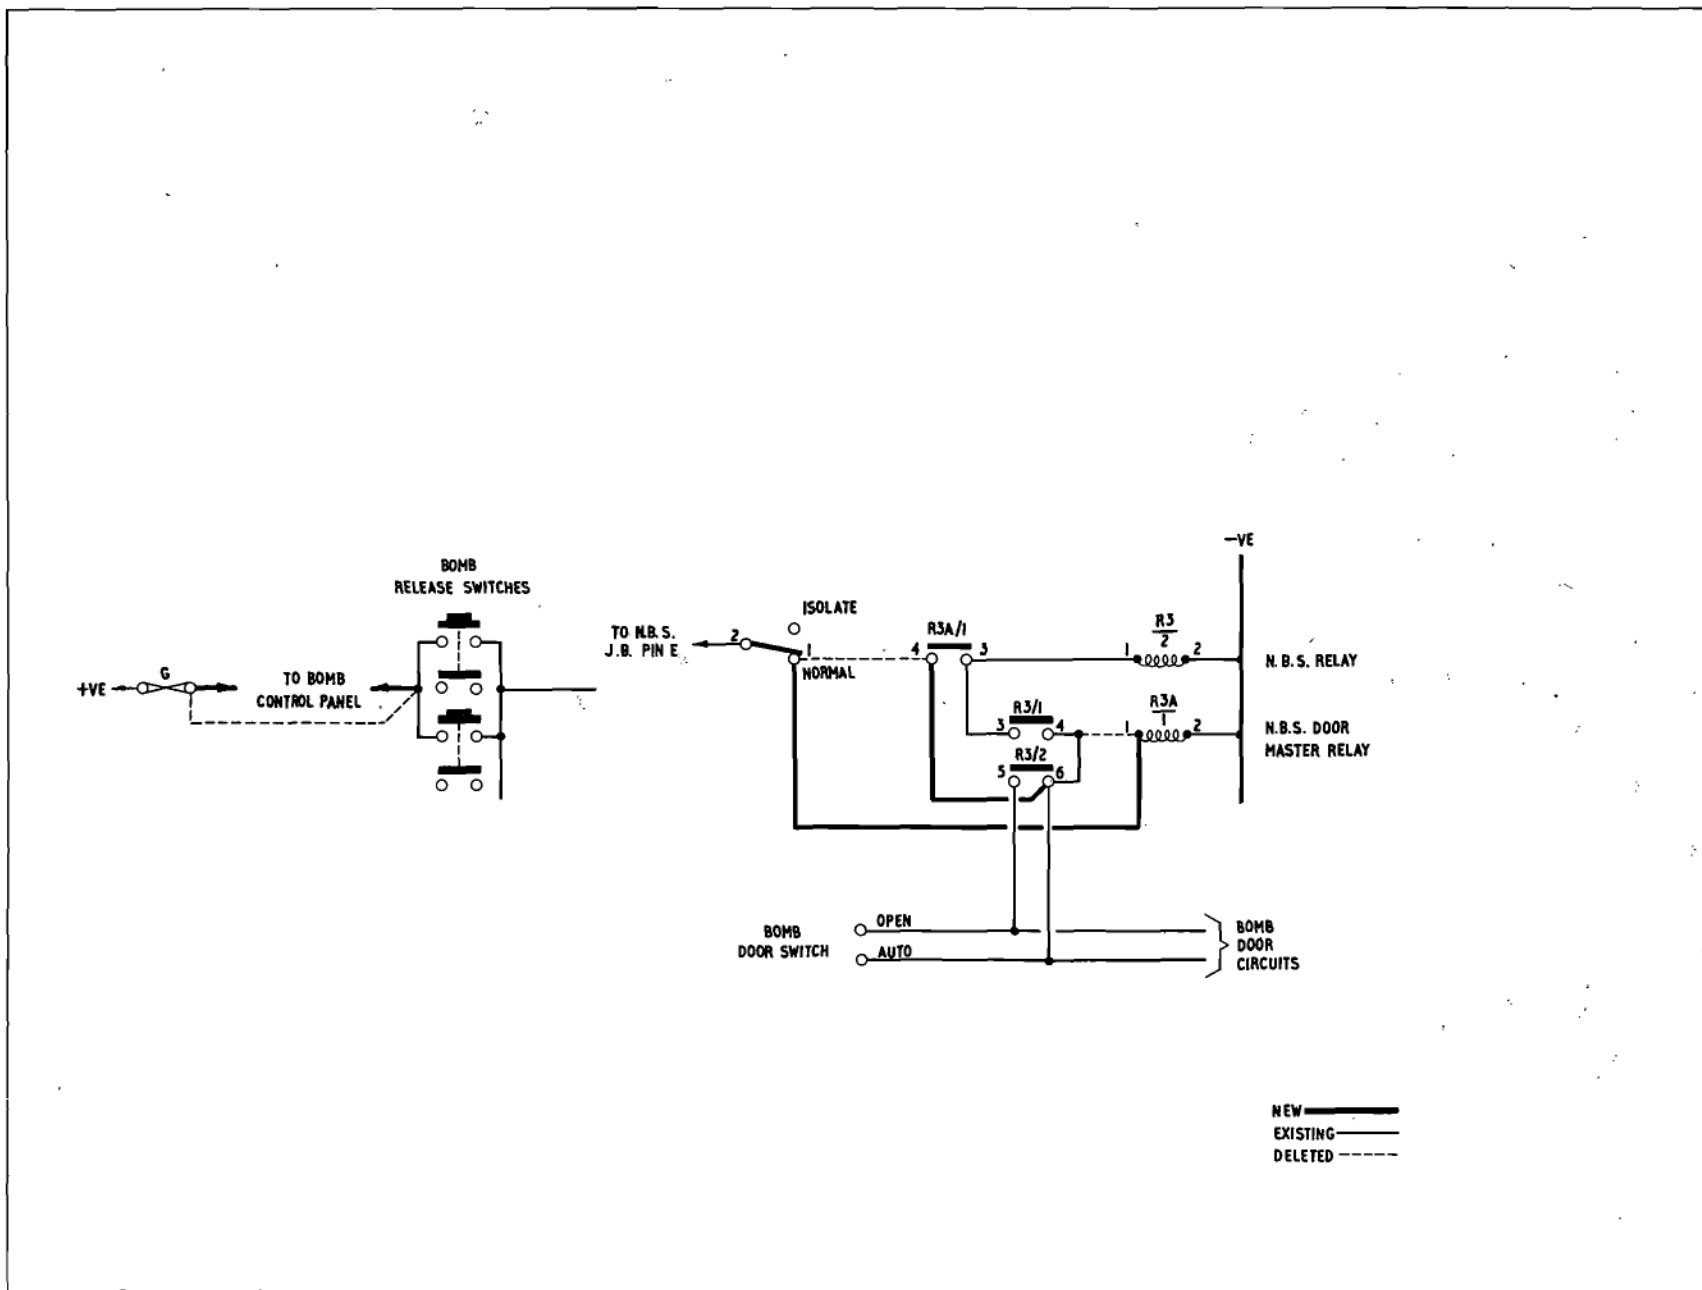 -VE
BOMB
RELEASE SWITCHES
ISOLATE
TO N.B.S.
J.B. PIN E
2
1
NORMAL
R3A/1
4
3
R3
2
1
2
N.B.S. RELAY
+VE
G
TO BOMB
CONTROL PANEL
R3/1
3
4
R3A
1
1
2
N.B.S. DOOR
MASTER RELAY
R3/2
5
6
BOMB
DOOR SWITCH
OPEN
AUTO
BOMB
DOOR
CIRCUITS
NEW
EXISTING
DELETED